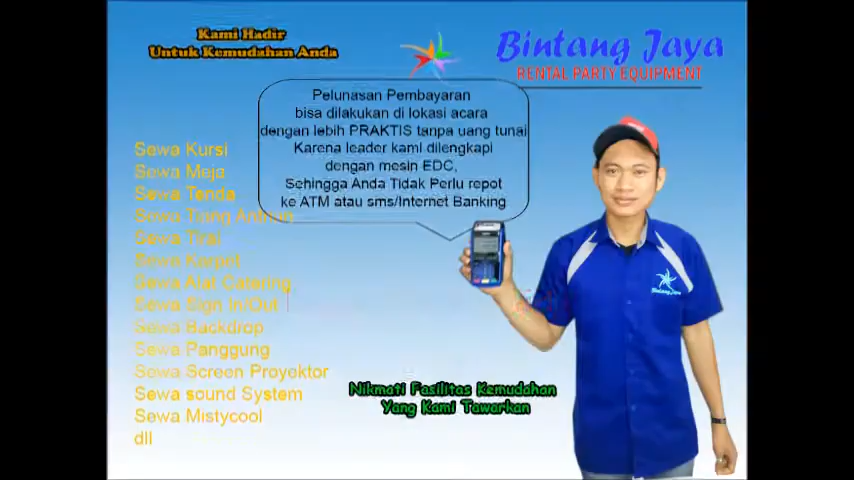 Kami Hadir
Untuk Kemudahan Anda
Bintang Jaya
RENTAL PARTY EQUIPMENT
Pelunasan Pembayaran
bisa dilakukan di lokasi acara
dengan lebih PRAKTIS tanpa uang tunai
Karena leader kami dilengkapi
dengan mesin EDC,
Sehingga Anda Tidak Perlu repot
ke ATM atau sms/Internet Banking
Sewa Kursi
Sewa Meja
Sewa Tenda
Sewa Tiang Antrian
Sewa Tirai
Sewa Karpet
Sewa Alat Catering
Sewa Sign In/Out
Sewa Backdrop
Sewa Panggung
Sewa Screen Proyektor
Sewa sound System
Sewa Mistycool
dll
Bintang Jaya
Nikmati Fasilitas Kemudahan
Yang Kami Tawarkan